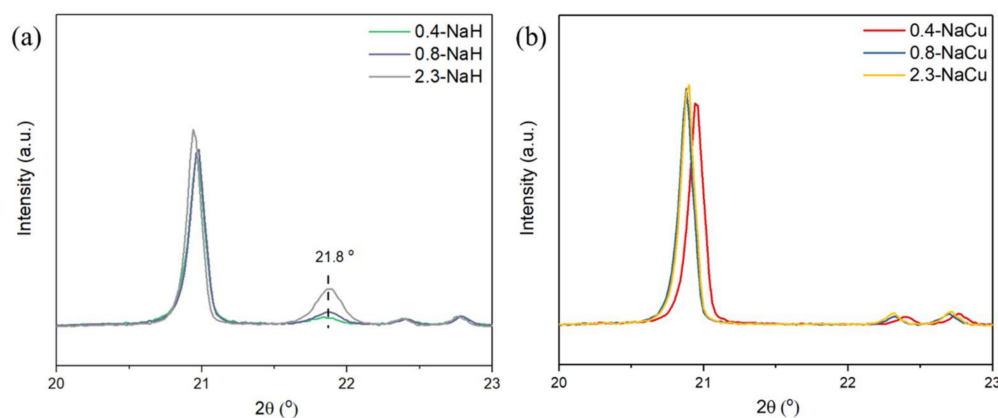 (a)
0.4-NaH
0.8-NaH
2.3-NaH
21.8 °
Intensity (a.u.)
20 21 22 23
2θ (°)
(b)
0.4-NaCu
0.8-NaCu
2.3-NaCu
Intensity (a.u.)
20 21 22 23
2θ (°)